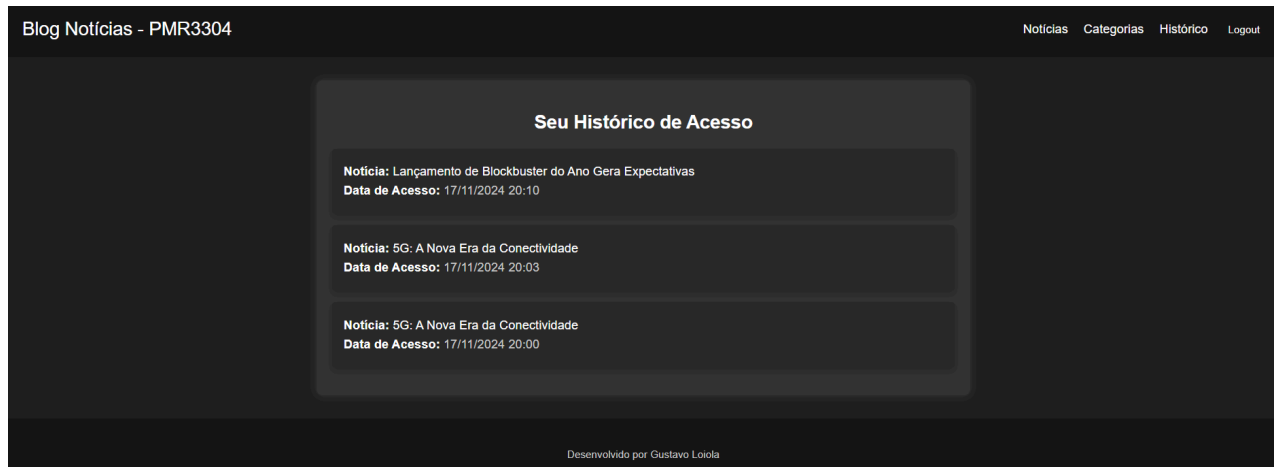 Blog Notícias - PMR3304
Notícias Categorias Histórico Logout
Seu Histórico de Acesso
Notícia: Lançamento de Blockbuster do Ano Gera Expectativas
Data de Acesso: 17/11/2024 20:10
Notícia: 5G: A Nova Era da Conectividade
Data de Acesso: 17/11/2024 20:03
Notícia: 5G: A Nova Era da Conectividade
Data de Acesso: 17/11/2024 20:00
Desenvolvido por Gustavo Loiola